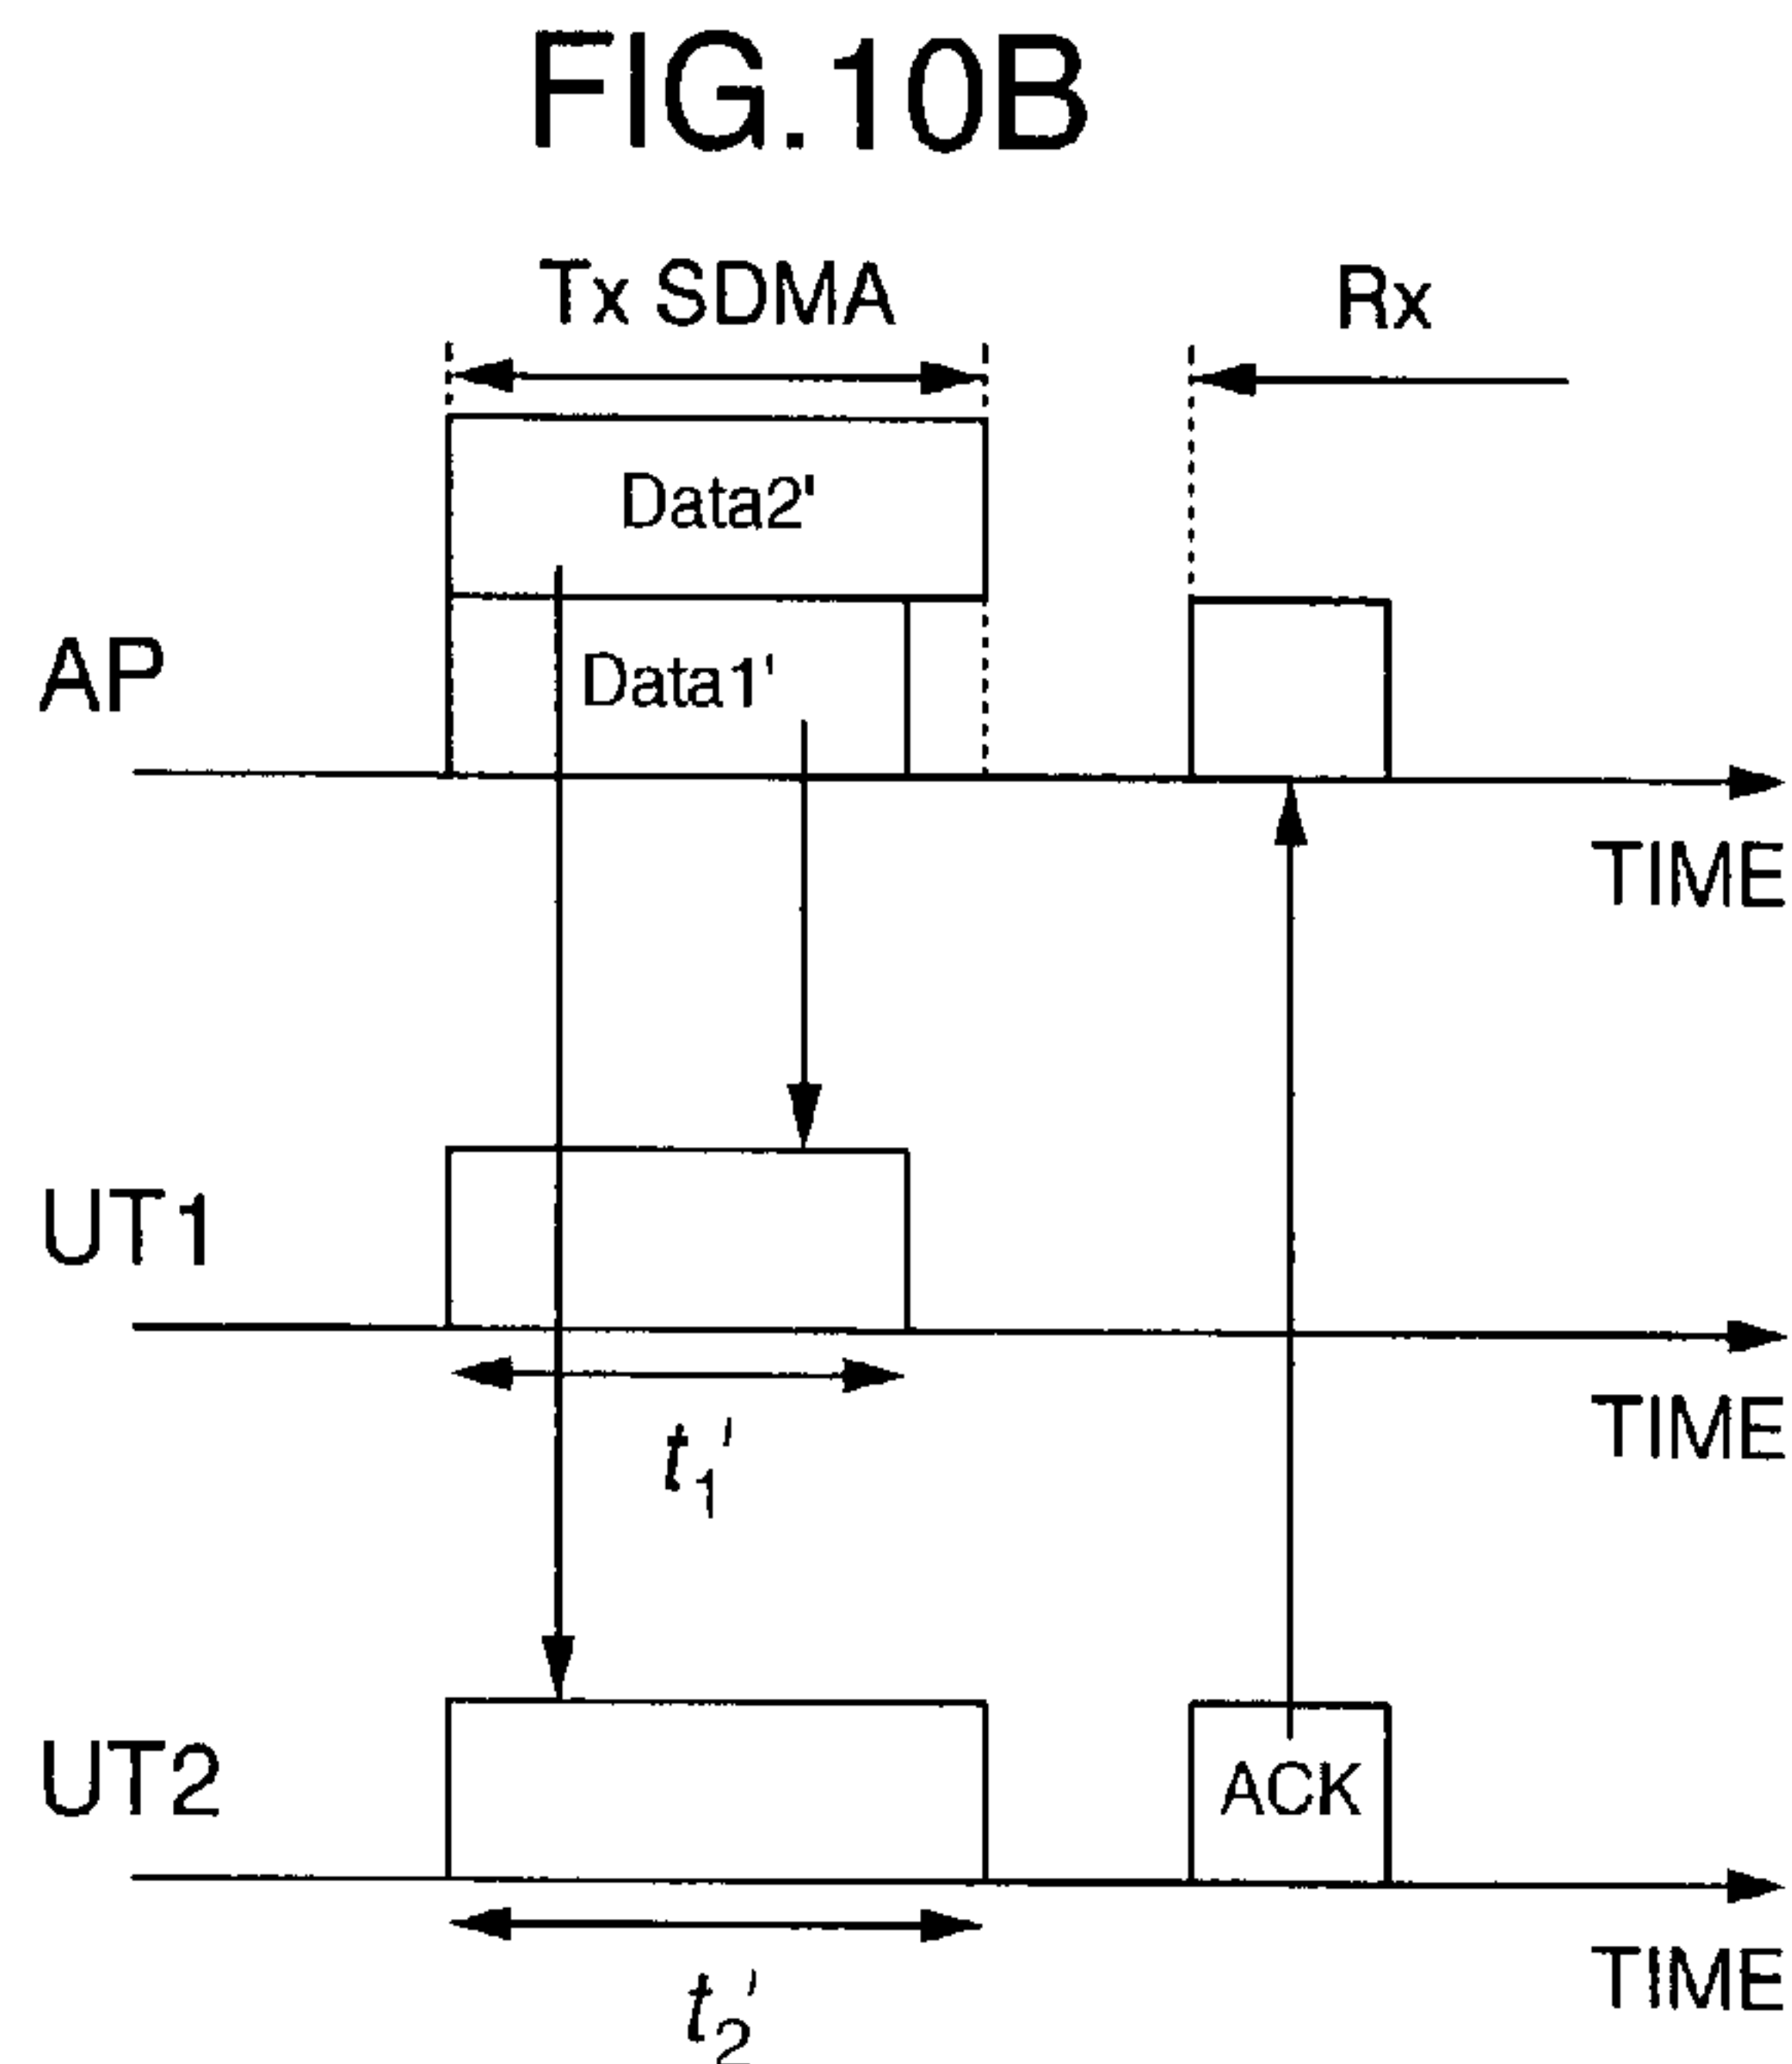 FIG.10B
Tx SDMA
Rx
Data2'
AP
Data1'
TIME
UT1
TIME
t1'
UT2
ACK
TIME
t2'